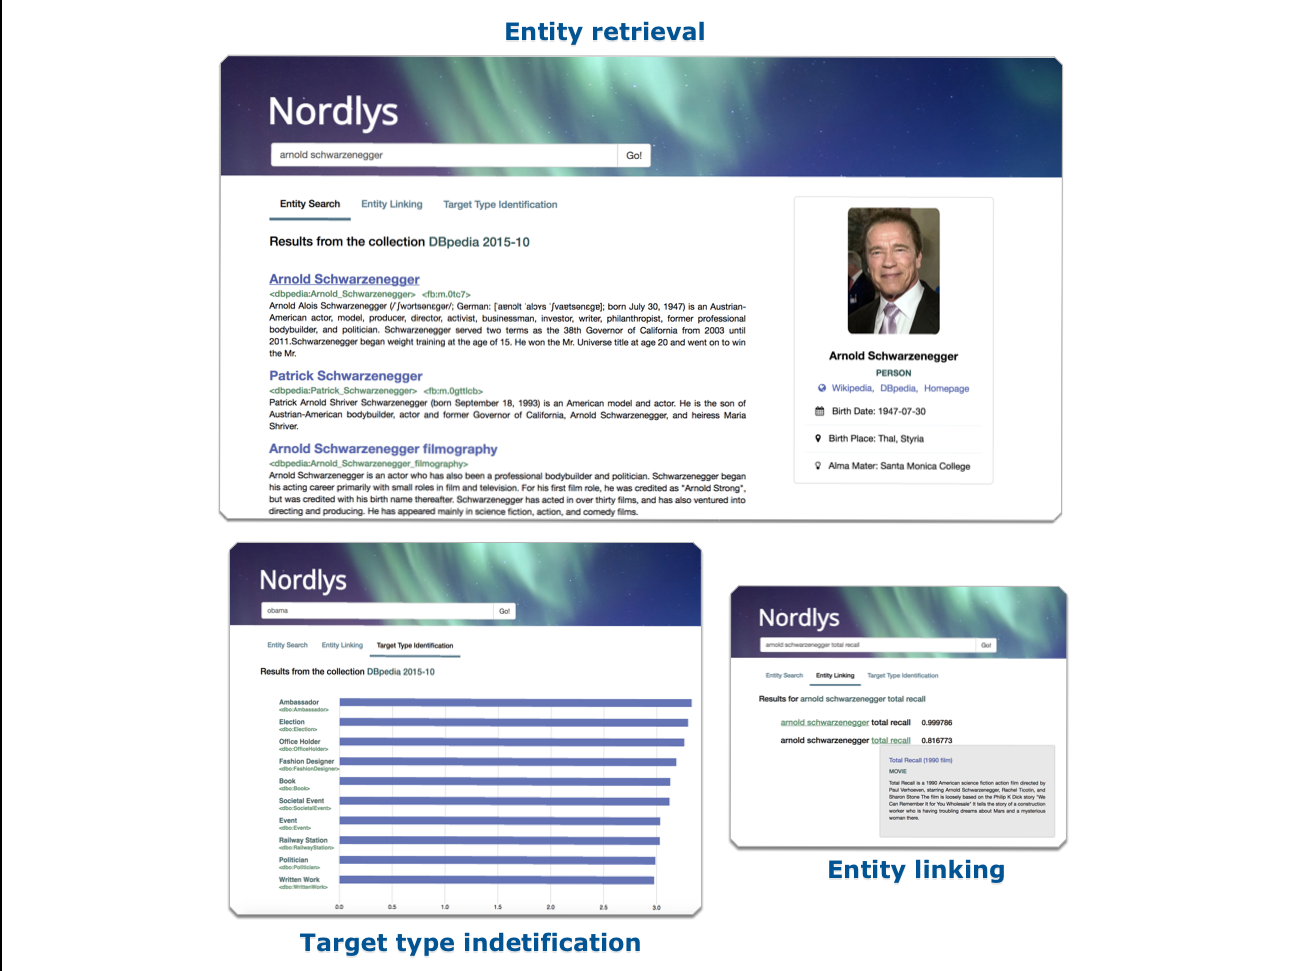 Entity retrieval
Nordlys
arnold schwarzenegger
Go!
Entity Search
Entity Linking
Target Type Identification
Results from the collection DBpedia 2015-10
Arnold Schwarzenegger
<dbpedia:Arnold_Schwarzenegger> <fb:m.0tc7>
Arnold Alois Schwarzenegger (/ˈʃwɔrtsənɛɡər/; German: [ˈaɐnɔlt ˈalɔʏs ˈʃvaɐtsənɛɡɐ]; born July 30, 1947) is an Austrian-
American actor, model, producer, director, activist, businessman, investor, writer, philanthropist, former professional
bodybuilder, and politician. Schwarzenegger served two terms as the 38th Governor of California from 2003 until
2011.Schwarzenegger began weight training at the age of 15. He won the Mr. Universe title at age 20 and went on to win
the Mr.
Patrick Schwarzenegger
<dbpedia:Patrick_Schwarzenegger> <fb:m.0gttlcb>
Patrick Arnold Shriver Schwarzenegger (born September 18, 1993) is an American model and actor. He is the son of
Austrian-American bodybuilder, actor and former Governor of California, Arnold Schwarzenegger, and heiress Maria
Shriver.
Arnold Schwarzenegger filmography
<dbpedia:Arnold_Schwarzenegger_filmography>
Arnold Schwarzenegger is an actor who has also been a professional bodybuilder and politician. Schwarzenegger began
his acting career primarily with small roles in film and television. For his first film role, he was credited as "Arnold Strong",
but was credited with his birth name thereafter. Schwarzenegger has acted in over thirty films, and has also ventured into
directing and producing. He has appeared mainly in science fiction, action, and comedy films.
Arnold Schwarzenegger
PERSON
Wikipedia, DBpedia, Homepage
Birth Date: 1947-07-30
Birth Place: Thal, Styria
Alma Mater: Santa Monica College
Nordlys
obama
Go!
Entity Search
Entity Linking
Target Type Identification
Results from the collection DBpedia 2015-10
Ambassador
<dbo:Ambassador>
Election
<dbo:Election>
Office Holder
<dbo:OfficeHolder>
Fashion Designer
<dbo:FashionDesigner>
Book
<dbo:Book>
Societal Event
<dbo:SocietalEvent>
Event
<dbo:Event>
Railway Station
<dbo:RailwayStation>
Politician
<dbo:Politician>
Written Work
<dbo:WrittenWork>
0.0 0.5 1.0 1.5 2.0 2.5 3.0
Target type indetification
Nordlys
arnold schwarzenegger total recall
Go!
Entity Search
Entity Linking
Target Type Identification
Results for arnold schwarzenegger total recall
arnold schwarzenegger total recall 0.999786
arnold schwarzenegger total recall 0.816773
Total Recall (1990 film)
MOVIE
Total Recall is a 1990 American science fiction action film directed by
Paul Verhoeven, starring Arnold Schwarzenegger, Rachel Ticotin, and
Sharon Stone The film is loosely based on the Philip K Dick story "We
Can Remember It for You Wholesale" It tells the story of a construction
worker who is having troubling dreams about Mars and a mysterious
woman there.
Entity linking